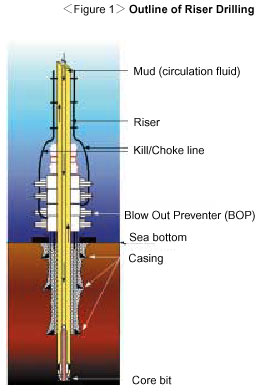 ＜Figure 1＞ Outline of Riser Drilling
Mud (circulation fluid)
Riser
Kill/Choke line
Blow Out Preventer (BOP)
Sea bottom
Casing
Core bit